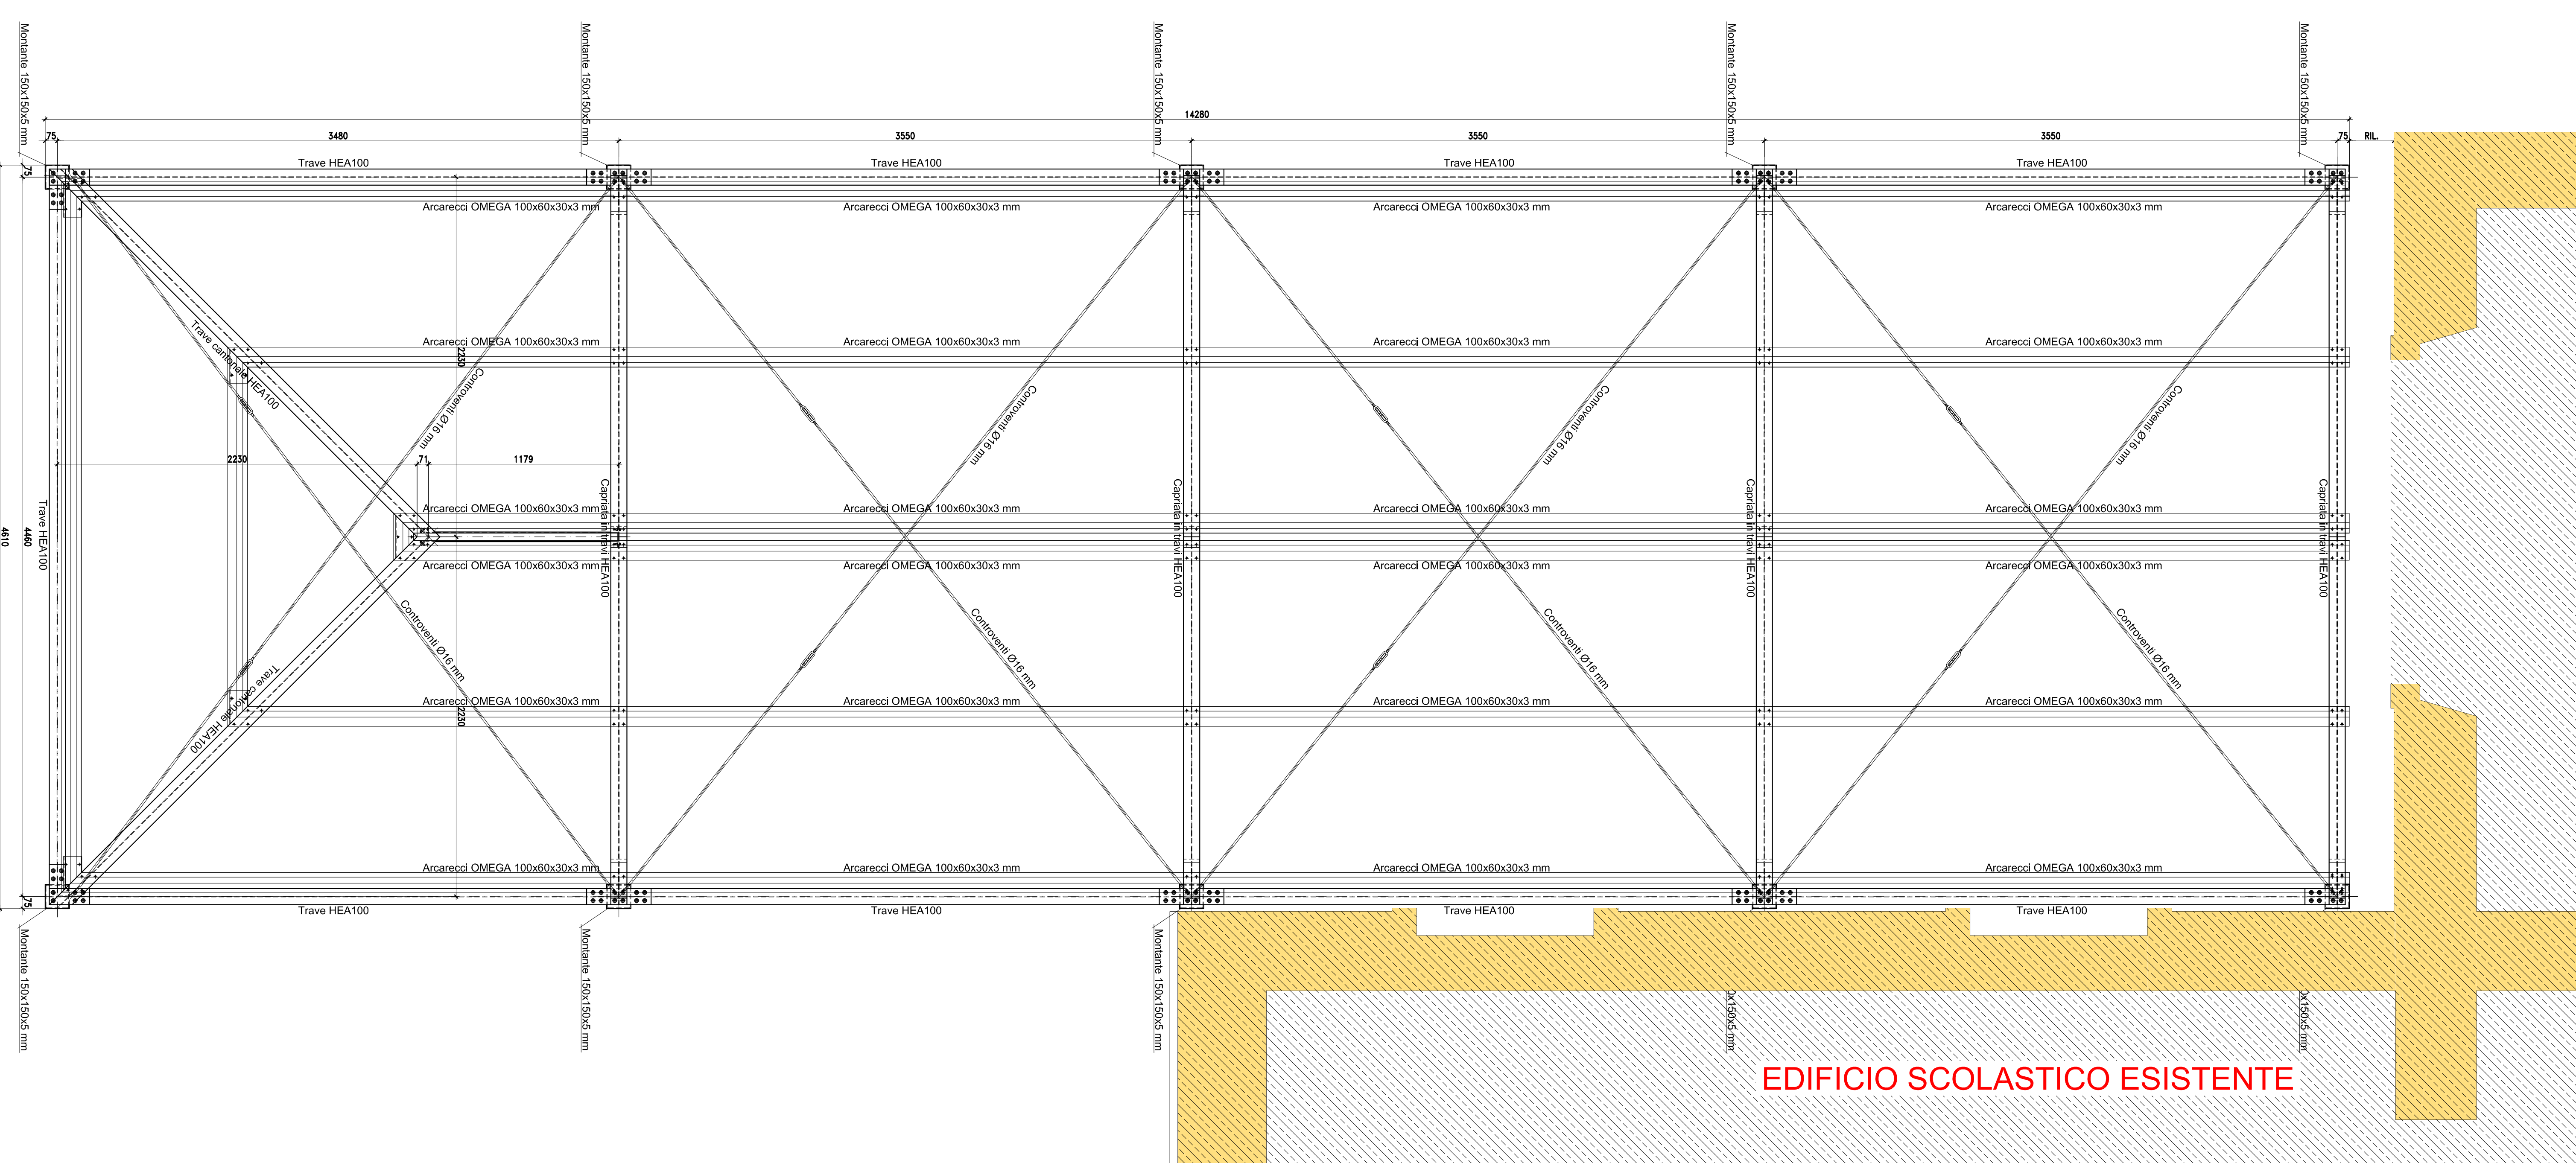 Montante 150x150x5 mm
Montante 150x150x5 mm
Montante 150x150x5 mm
Montante 150x150x5 mm
Montante 150x150x5 mm
14280
75
3480
3550
3550
3550
75
RIL.
75
Trave HEA100
Trave HEA100
Trave HEA100
Trave HEA100
Arcarecci OMEGA 100x60x30x3 mm
Arcarecci OMEGA 100x60x30x3 mm
Arcarecci OMEGA 100x60x30x3 mm
Arcarecci OMEGA 100x60x30x3 mm
Arcarecci OMEGA 100x60x30x3 mm
Arcarecci OMEGA 100x60x30x3 mm
Arcarecci OMEGA 100x60x30x3 mm
Arcarecci OMEGA 100x60x30x3 mm
2230
Trave cantonale HEA100
Controventi Ø16 mm
Controventi Ø16 mm
Controventi Ø16 mm
Controventi Ø16 mm
2230
71
1179
Trave HEA100
4460
4610
Capriata in travi HEA100
Capriata in travi HEA100
Capriata in travi HEA100
Capriata in travi HEA100
Arcarecci OMEGA 100x60x30x3 mm
Arcarecci OMEGA 100x60x30x3 mm
Arcarecci OMEGA 100x60x30x3 mm
Arcarecci OMEGA 100x60x30x3 mm
Arcarecci OMEGA 100x60x30x3 mm
Arcarecci OMEGA 100x60x30x3 mm
Arcarecci OMEGA 100x60x30x3 mm
Arcarecci OMEGA 100x60x30x3 mm
Controventi Ø16 mm
Controventi Ø16 mm
Controventi Ø16 mm
Controventi Ø16 mm
Trave cantonale HEA100
Arcarecci OMEGA 100x60x30x3 mm
Arcarecci OMEGA 100x60x30x3 mm
Arcarecci OMEGA 100x60x30x3 mm
Arcarecci OMEGA 100x60x30x3 mm
2230
Arcarecci OMEGA 100x60x30x3 mm
Arcarecci OMEGA 100x60x30x3 mm
Arcarecci OMEGA 100x60x30x3 mm
Arcarecci OMEGA 100x60x30x3 mm
75
Trave HEA100
Trave HEA100
Trave HEA100
Trave HEA100
Montante 150x150x5 mm
Montante 150x150x5 mm
Montante 150x150x5 mm
0x150x5 mm
0x150x5 mm
EDIFICIO SCOLASTICO ESISTENTE